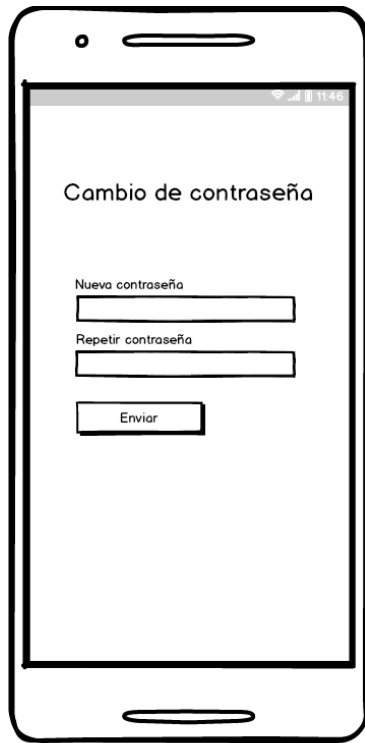 11:46
Cambio de contraseña
Nueva contraseña
Repetir contraseña
Enviar